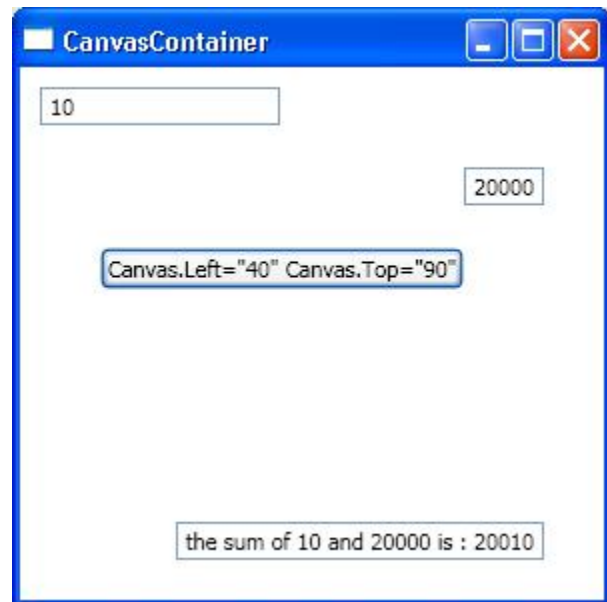 CanvasContainer
10
20000
Canvas.Left="40" Canvas.Top="90"
the sum of 10 and 20000 is : 20010